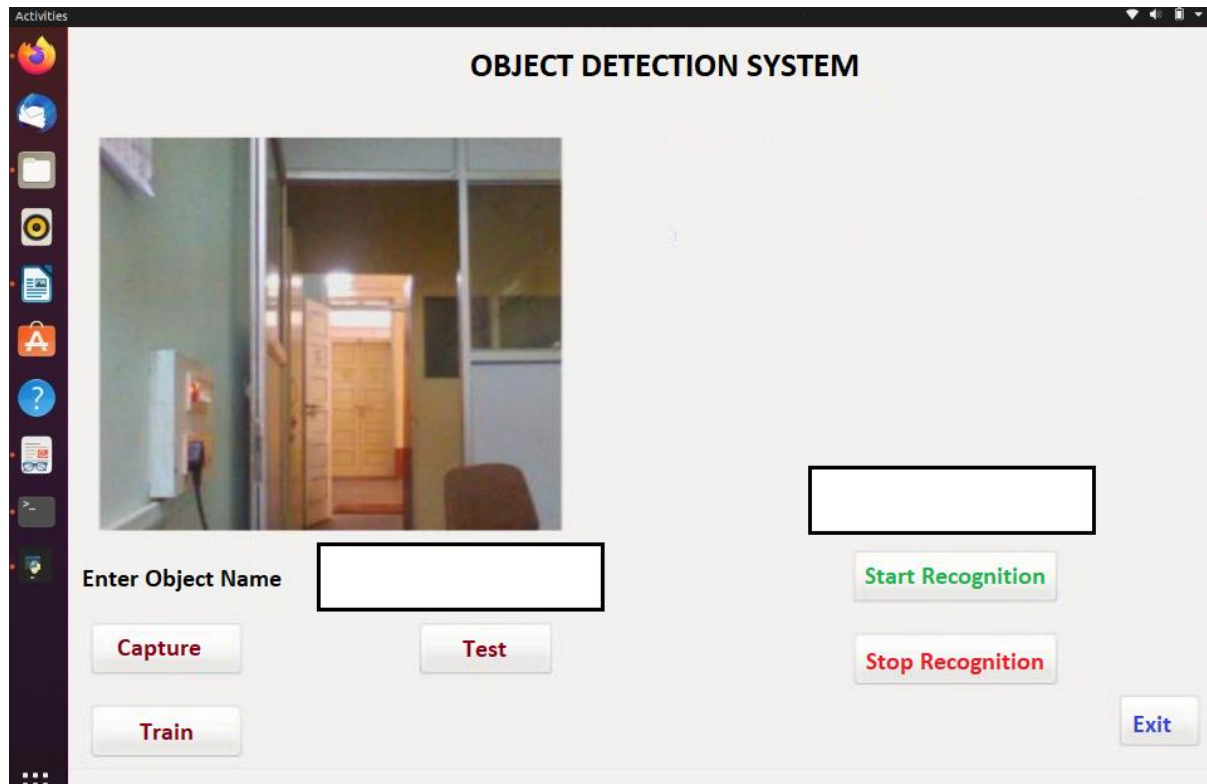 Activities
OBJECT DETECTION SYSTEM
Enter Object Name
Start Recognition
Capture
Test
Stop Recognition
Train
Exit